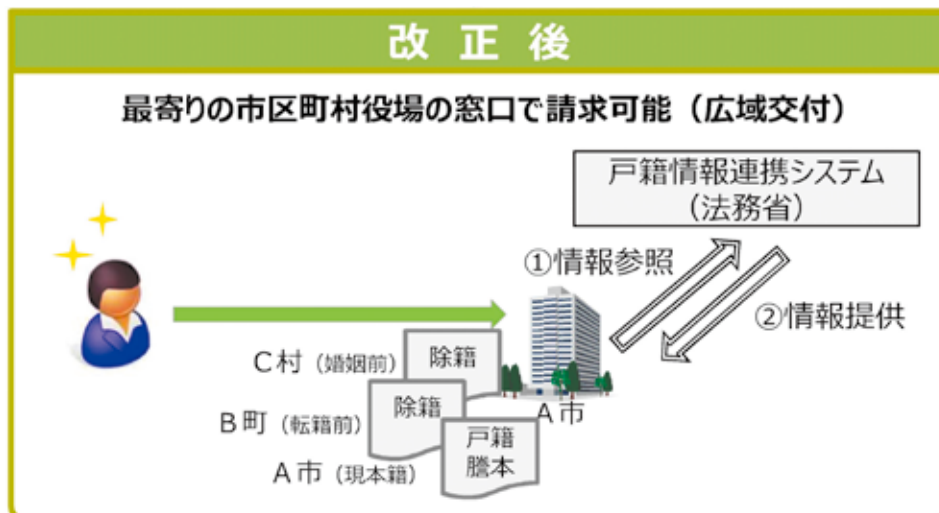 改正後
最寄りの市区町村役場の窓口で請求可能（広域交付）
戸籍情報連携システム
（法務省）
①情報参照
②情報提供
C村（婚姻前）
除籍
B町（転籍前）
除籍
A市
A市（現本籍）
戸籍
謄本